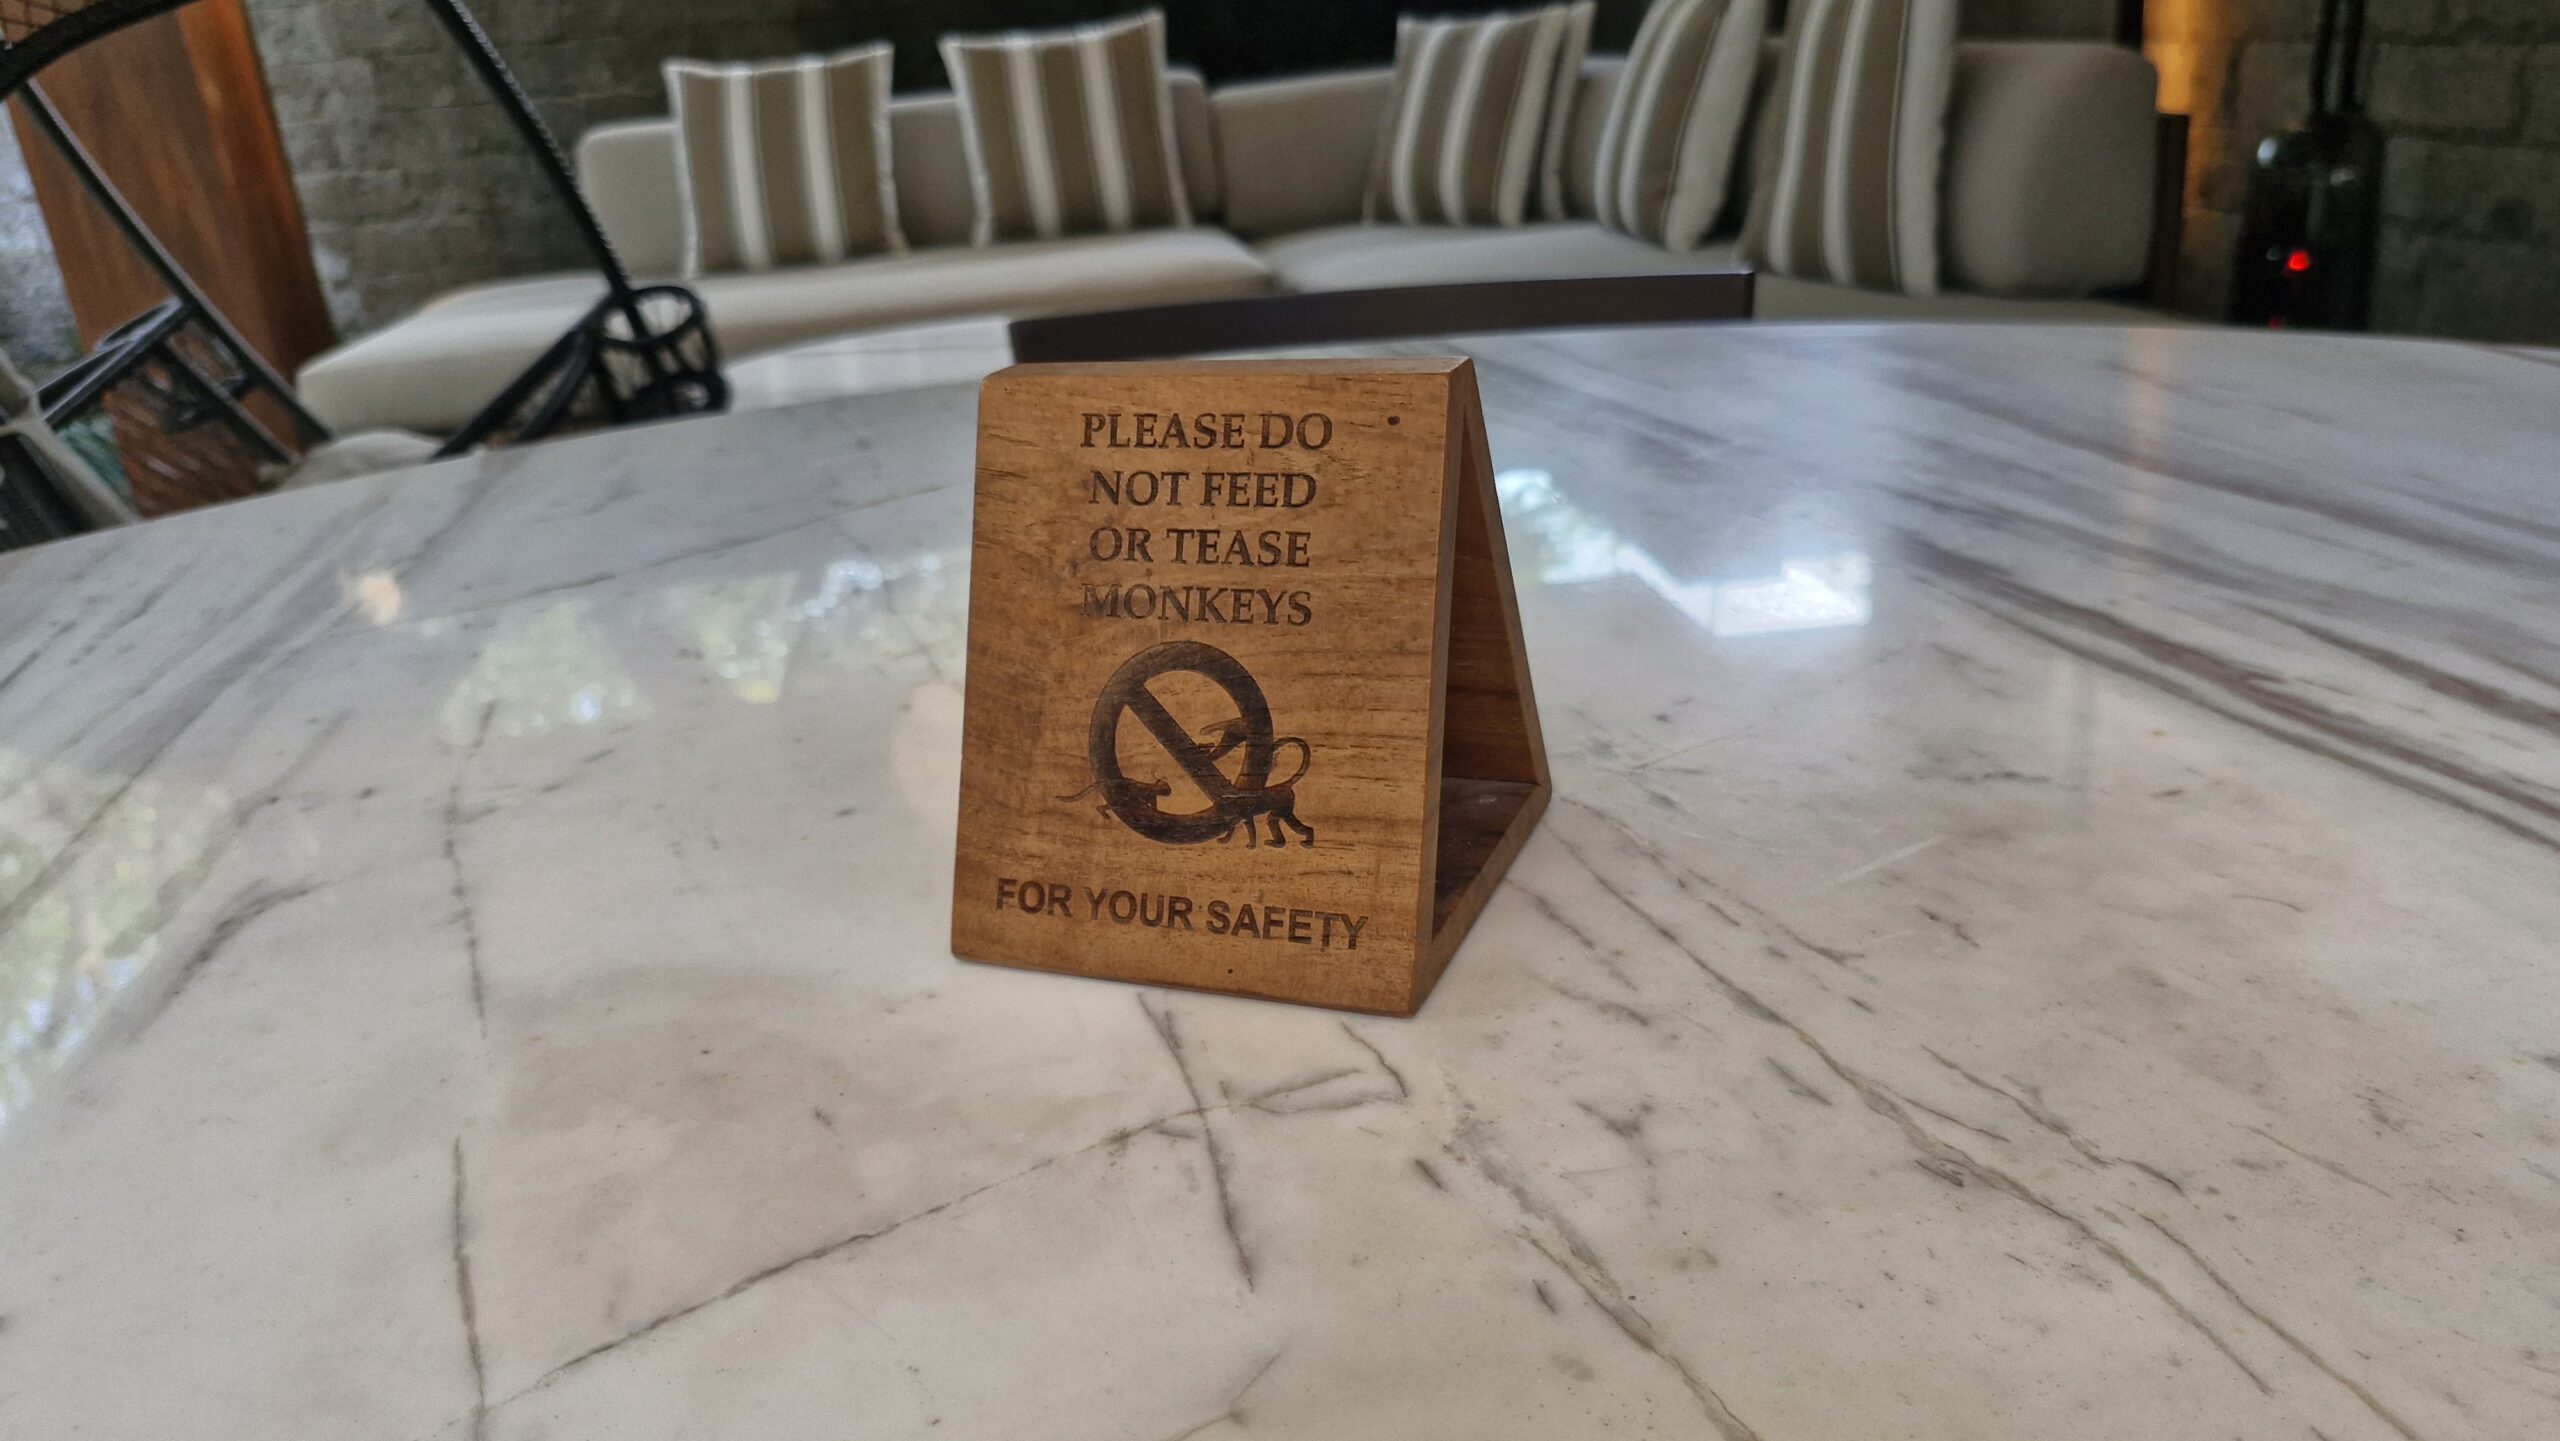 PLEASE DO
NOT FEED
OR TEASE
MONKEYS
FOR YOUR SAFETY